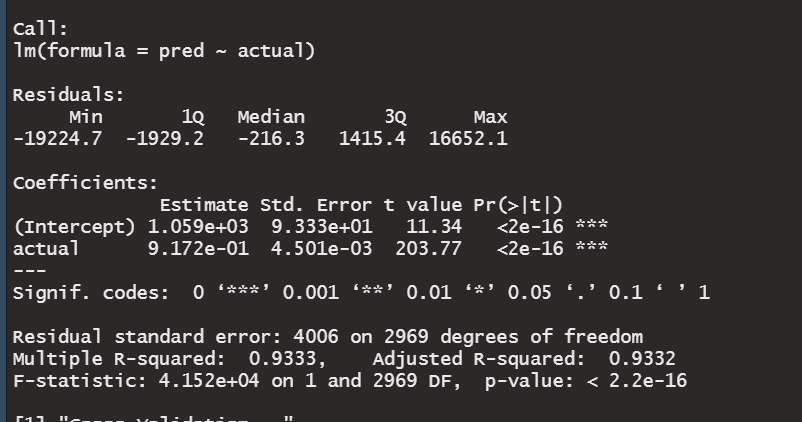 Call:
lm(formula = pred ~ actual)
Residuals:
Min 1Q Median 3Q Max
-19224.7 -1929.2 -216.3 1415.4 16652.1
Coefficients:
Estimate Std. Error t value Pr(>|t|)
(Intercept) 1.059e+03 9.333e+01 11.34 <2e-16 ***
actual 9.172e-01 4.501e-03 203.77 <2e-16 ***
---
Signif. codes: 0 ‘***’ 0.001 ‘**’ 0.01 ‘*’ 0.05 ‘.’ 0.1 ‘ ’ 1
Residual standard error: 4006 on 2969 degrees of freedom
Multiple R-squared: 0.9333, Adjusted R-squared: 0.9332
F-statistic: 4.152e+04 on 1 and 2969 DF, p-value: < 2.2e-16
[1]